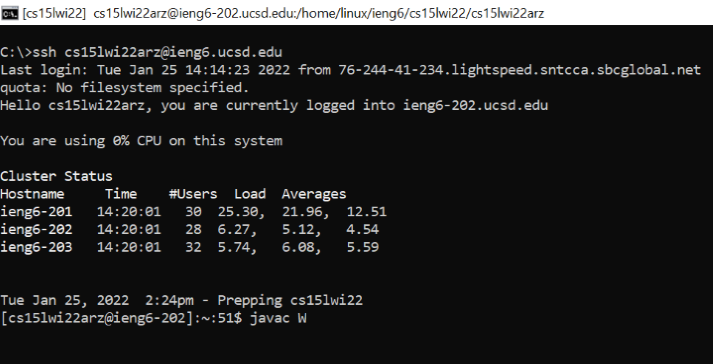 [cs15lwi22] cs15lwi22arz@ieng6-202.ucsd.edu:/home/linux/ieng6/cs15lwi22/cs15lwi22arz
C:\>ssh cs15lwi22arz@ieng6.ucsd.edu
Last login: Tue Jan 25 14:14:23 2022 from 76-244-41-234.lightspeed.sntcca.sbcglobal.net
quota: No filesystem specified.
Hello cs15lwi22arz, you are currently logged into ieng6-202.ucsd.edu
You are using 0% CPU on this system
Cluster Status
Hostname Time #Users Load Averages
ieng6-201 14:20:01 30 25.30, 21.96, 12.51
ieng6-202 14:20:01 28 6.27, 5.12, 4.54
ieng6-203 14:20:01 32 5.74, 6.08, 5.59
Tue Jan 25, 2022 2:24pm - Prepping cs15lwi22
[cs15lwi22arz@ieng6-202]:~:51$ javac W